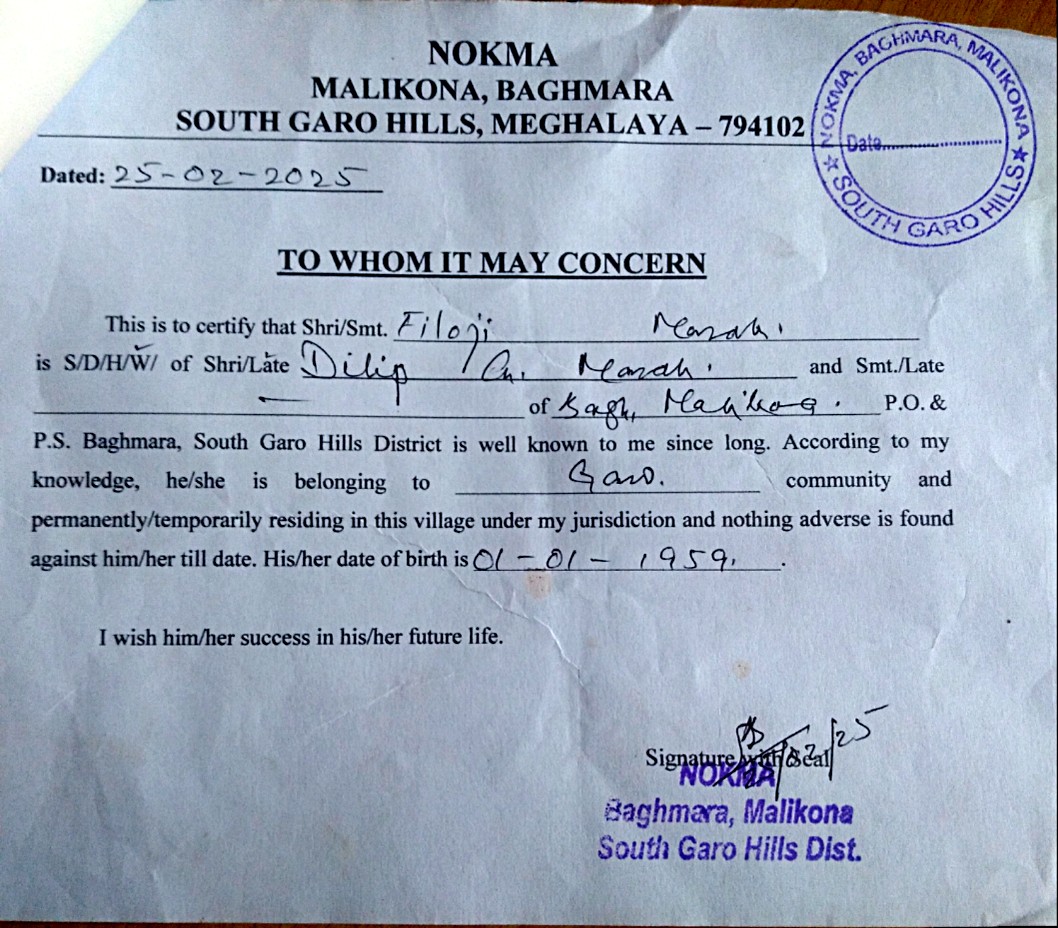 NOKMA
MALIKONA, BAGHMARA
SOUTH GARO HILLS, MEGHALAYA – 794102
NOKMA, BAGHMARA, MALIKONA
★ SOUTH GARO HILLS ★
Date....................
Dated: 25-02-2025
TO WHOM IT MAY CONCERN
This is to certify that Shri/Smt. Filoji Marak.
is S/D/H/W/ of Shri/Late Dilip Ch. Marak. and Smt./Late
— of Bagh, Malikona. P.O. &
P.S. Baghmara, South Garo Hills District is well known to me since long. According to my
knowledge, he/she is belonging to Garo. community and
permanently/temporarily residing in this village under my jurisdiction and nothing adverse is found
against him/her till date. His/her date of birth is 01-01-1959. .
I wish him/her success in his/her future life.
Signature with Seal
NOKMA
Baghmara, Malikona
South Garo Hills Dist.